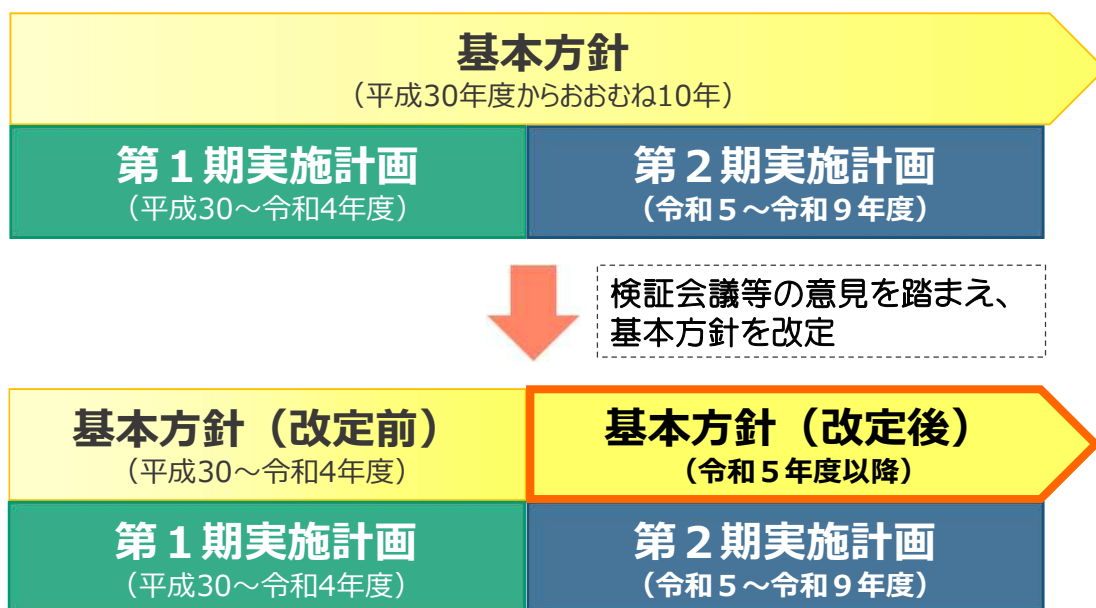 基本方針
（平成30年度からおおむね10年）
第１期実施計画
（平成30～令和4年度）
第２期実施計画
（令和５～令和９年度）
検証会議等の意見を踏まえ、
基本方針を改定
基本方針（改定前）
（平成30～令和4年度）
基本方針（改定後）
（令和５年度以降）
第１期実施計画
（平成30～令和4年度）
第２期実施計画
（令和５～令和９年度）